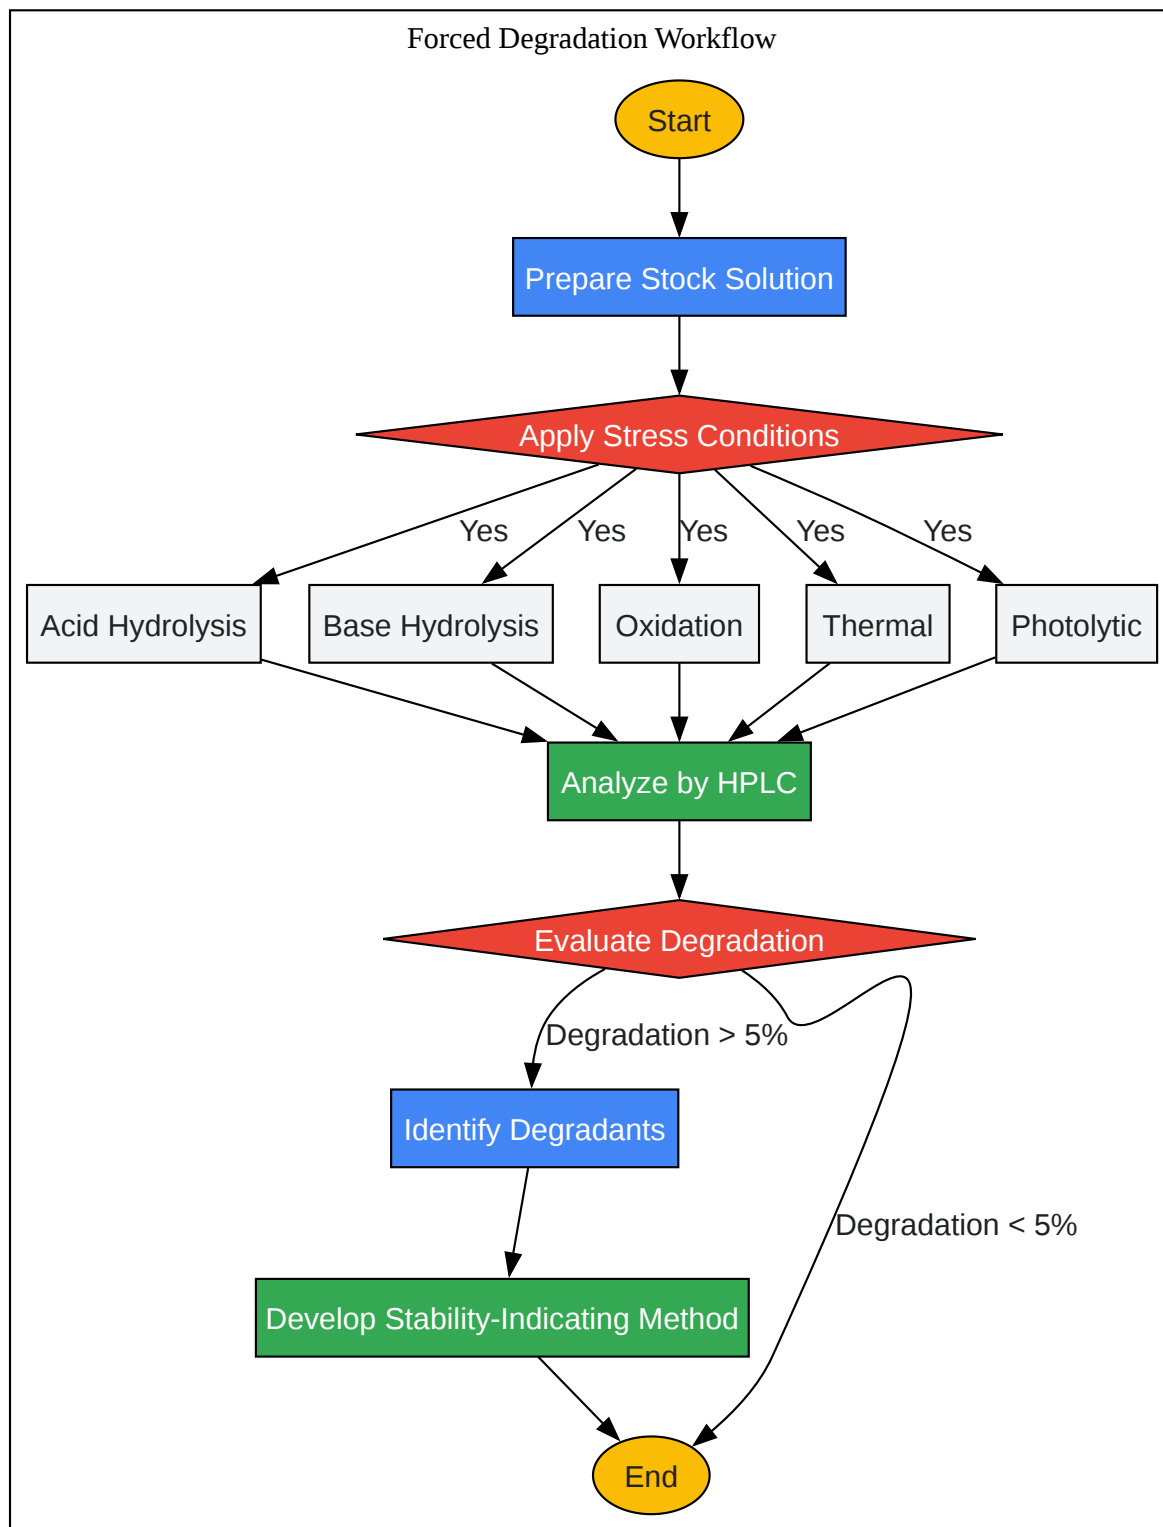 Forced Degradation Workflow
Start
Prepare Stock Solution
Apply Stress Conditions
Yes
Yes
Yes
Yes
Yes
Acid Hydrolysis
Base Hydrolysis
Oxidation
Thermal
Photolytic
Analyze by HPLC
Evaluate Degradation
Degradation > 5%
Identify Degradants
Degradation < 5%
Develop Stability-Indicating Method
End